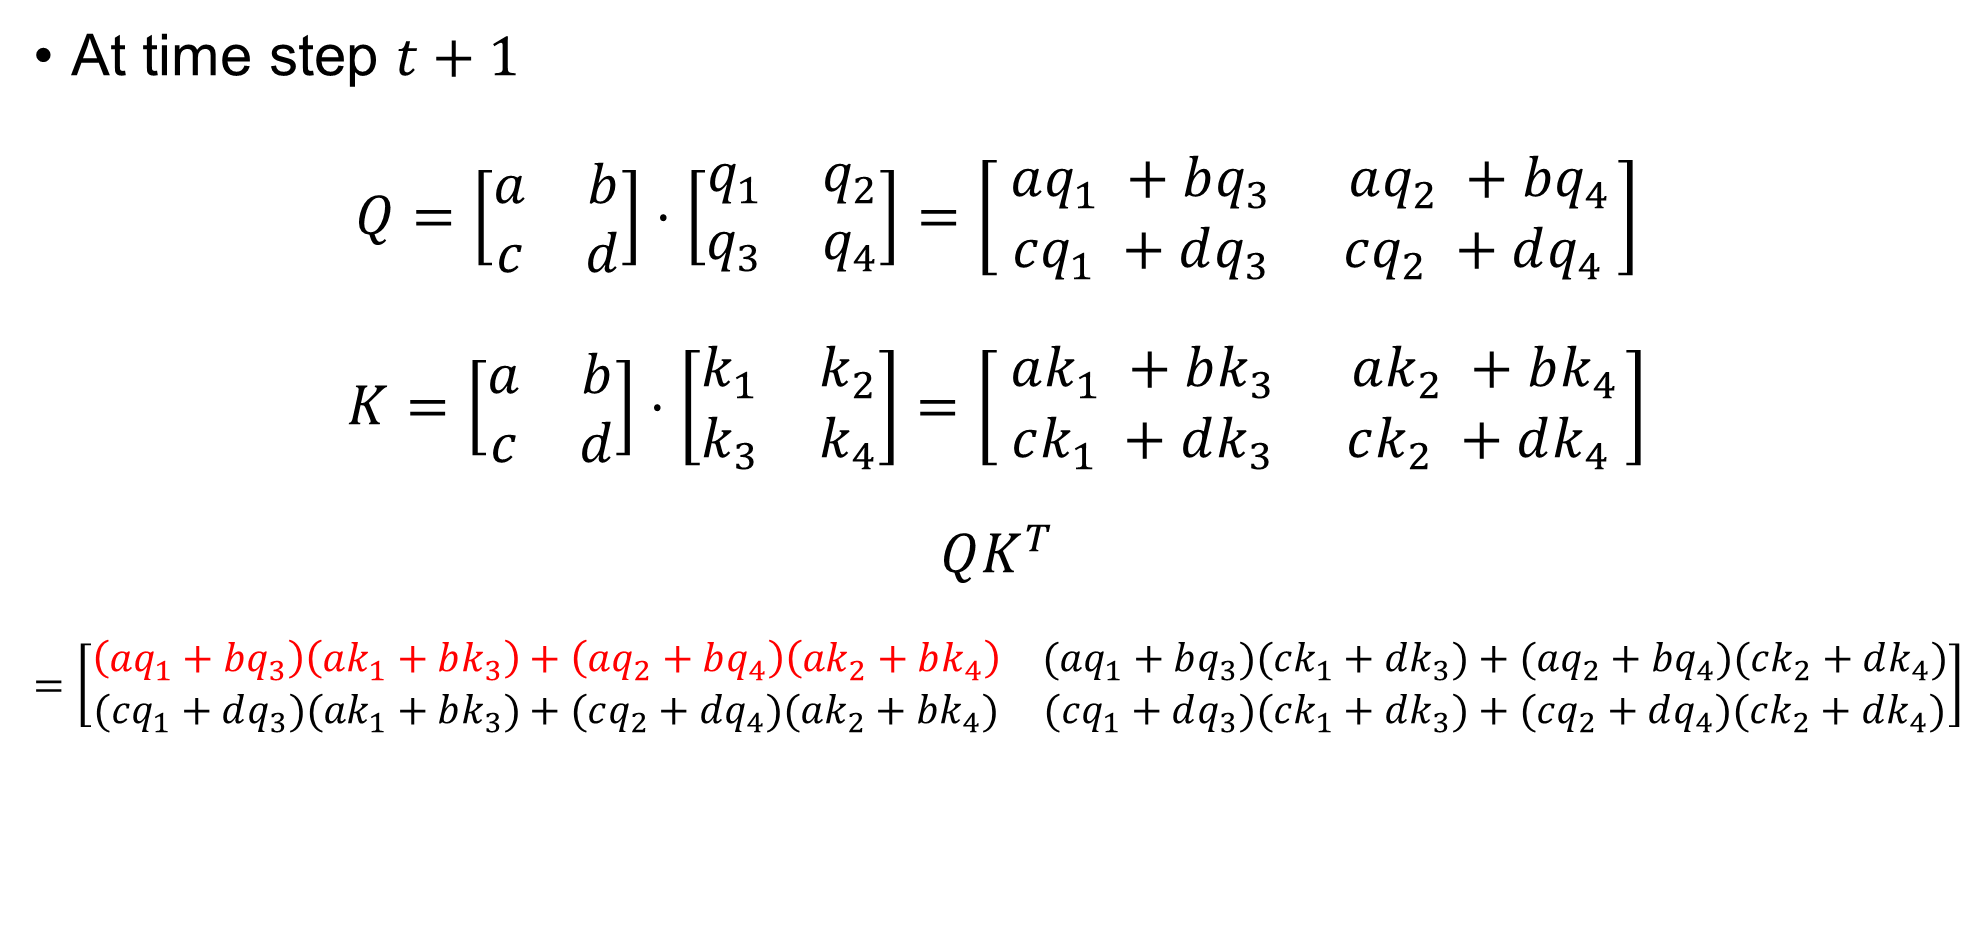 • At time step t + 1
Q = [a b; c d] · [q₁ q₂; q₃ q₄] = [aq₁ + bq₃ aq₂ + bq₄; cq₁ + dq₃ cq₂ + dq₄]
K = [a b; c d] · [k₁ k₂; k₃ k₄] = [ak₁ + bk₃ ak₂ + bk₄; ck₁ + dk₃ ck₂ + dk₄]
QKᵀ
= [(aq₁ + bq₃)(ak₁ + bk₃) + (aq₂ + bq₄)(ak₂ + bk₄) (aq₁ + bq₃)(ck₁ + dk₃) + (aq₂ + bq₄)(ck₂ + dk₄)
(cq₁ + dq₃)(ak₁ + bk₃) + (cq₂ + dq₄)(ak₂ + bk₄) (cq₁ + dq₃)(ck₁ + dk₃) + (cq₂ + dq₄)(ck₂ + dk₄)]